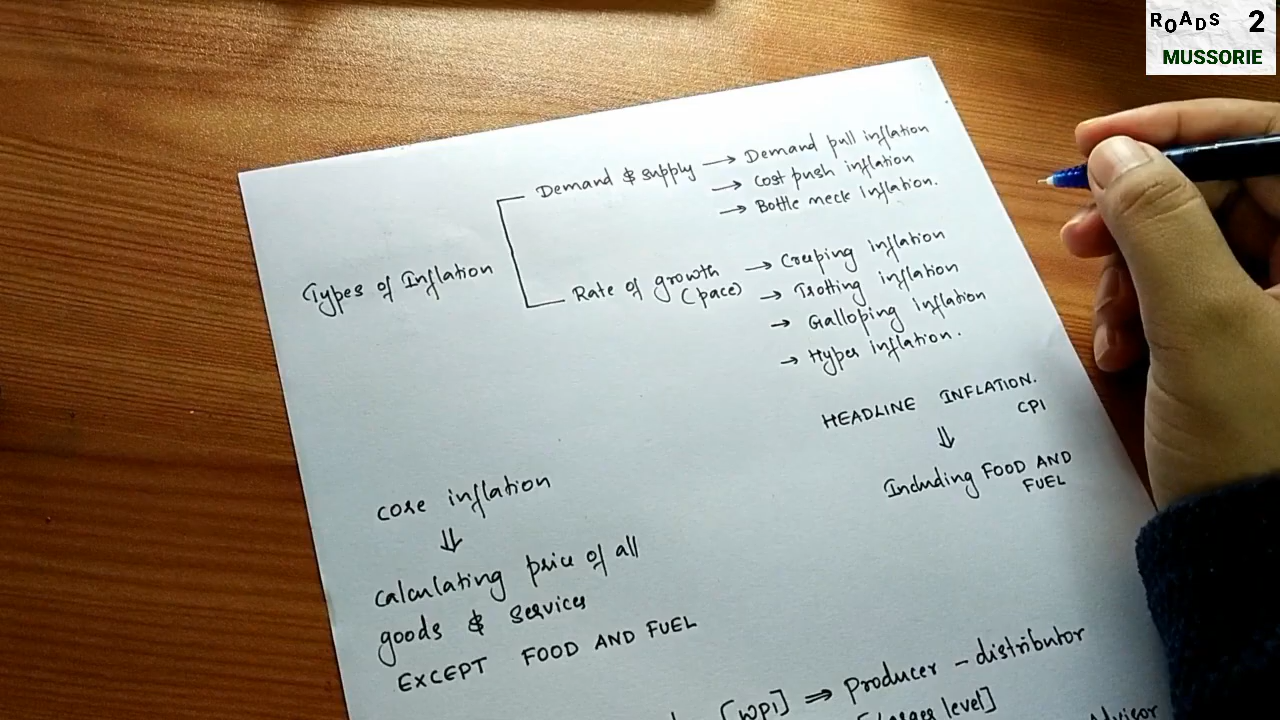 ROADS 2
MUSSORIE
Types of Inflation
Demand & supply → Demand pull inflation
→ Cost push inflation
→ Bottle neck Inflation.
Rate of growth → Creeping inflation
(pace) → Trotting inflation
→ Galloping inflation
→ Hyper inflation.
HEADLINE INFLATION.
CPI
⇓
Including FOOD AND
FUEL
core inflation
⇓
calculating price of all
goods & services
EXCEPT FOOD AND FUEL
[WPI] ⇒ producer - distributor
level]
Advisor